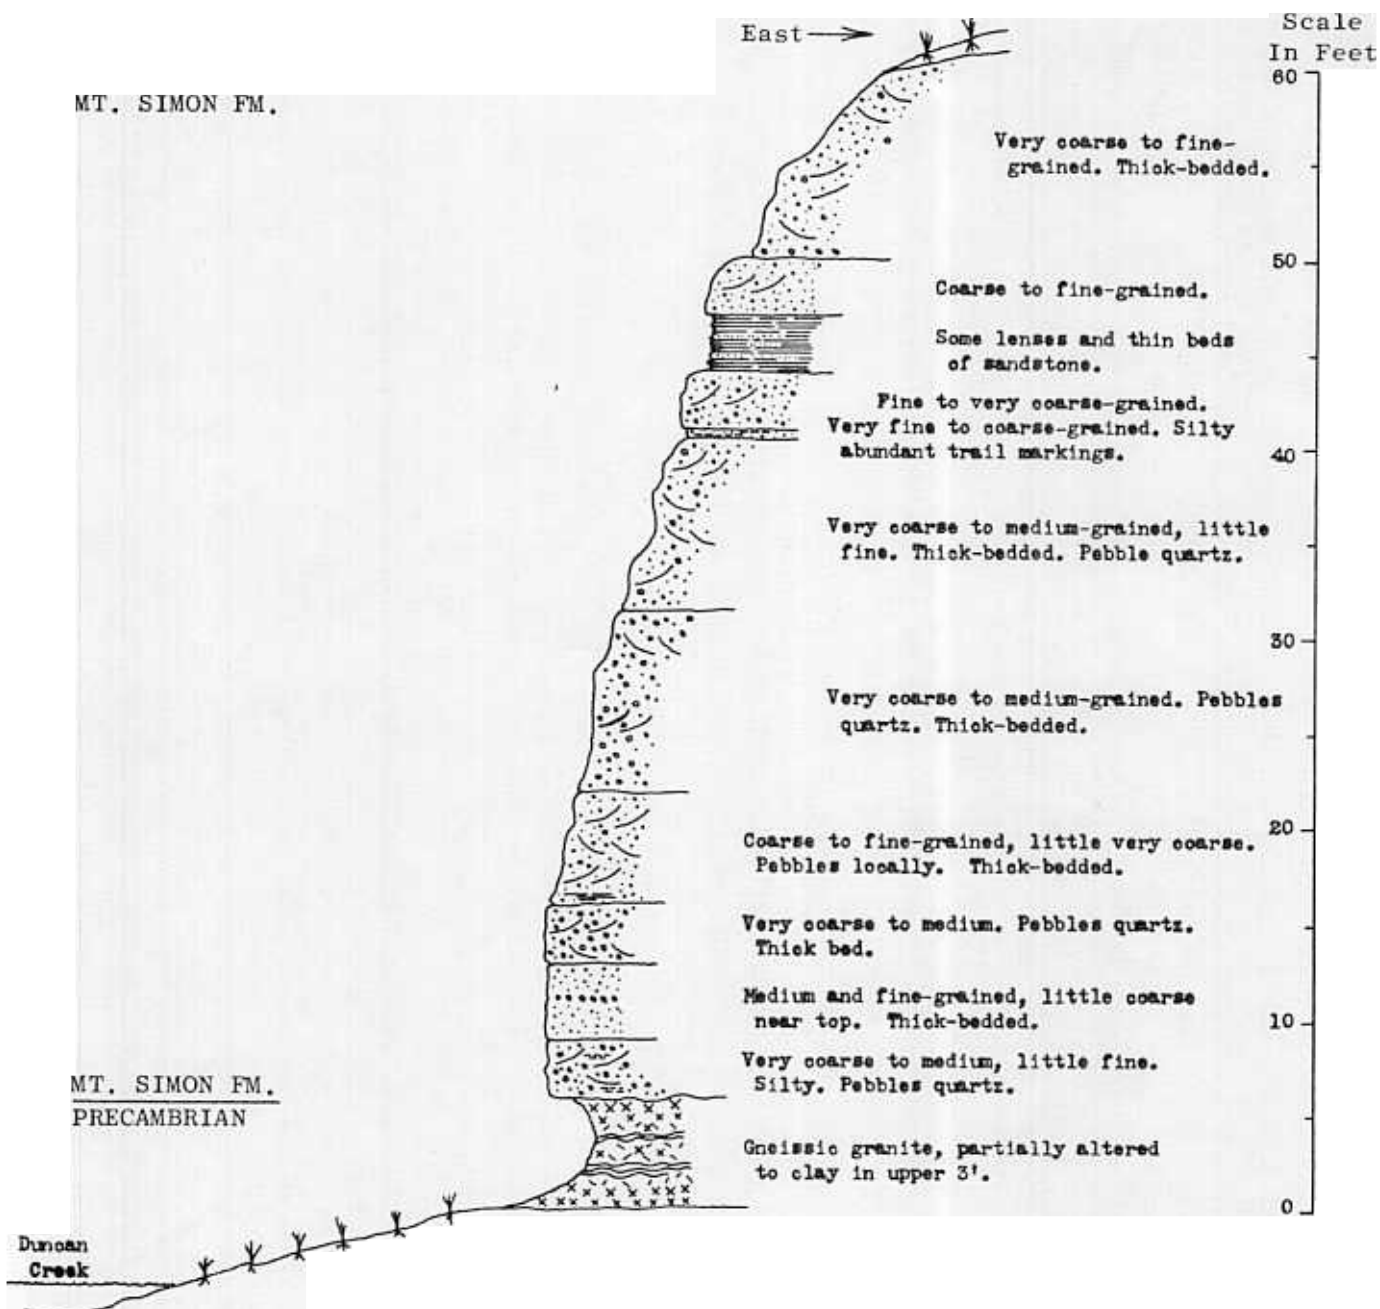 East
Scale
In Feet
60
MT. SIMON FM.
Very coarse to fine-
grained. Thick-bedded.
50
Coarse to fine-grained.
Some lenses and thin beds
of sandstone.
Fine to very coarse-grained.
Very fine to coarse-grained. Silty
abundant trail markings.
40
Very coarse to medium-grained, little
fine. Thick-bedded. Pebble quartz.
30
Very coarse to medium-grained. Pebbles
quartz. Thick-bedded.
20
Coarse to fine-grained, little very coarse.
Pebbles locally. Thick-bedded.
Very coarse to medium. Pebbles quartz.
Thick bed.
Medium and fine-grained, little coarse
near top. Thick-bedded.
10
Very coarse to medium, little fine.
Silty. Pebbles quartz.
MT. SIMON FM.
PRECAMBRIAN
Gneissic granite, partially altered
to clay in upper 3'.
0
Duncan
Creek